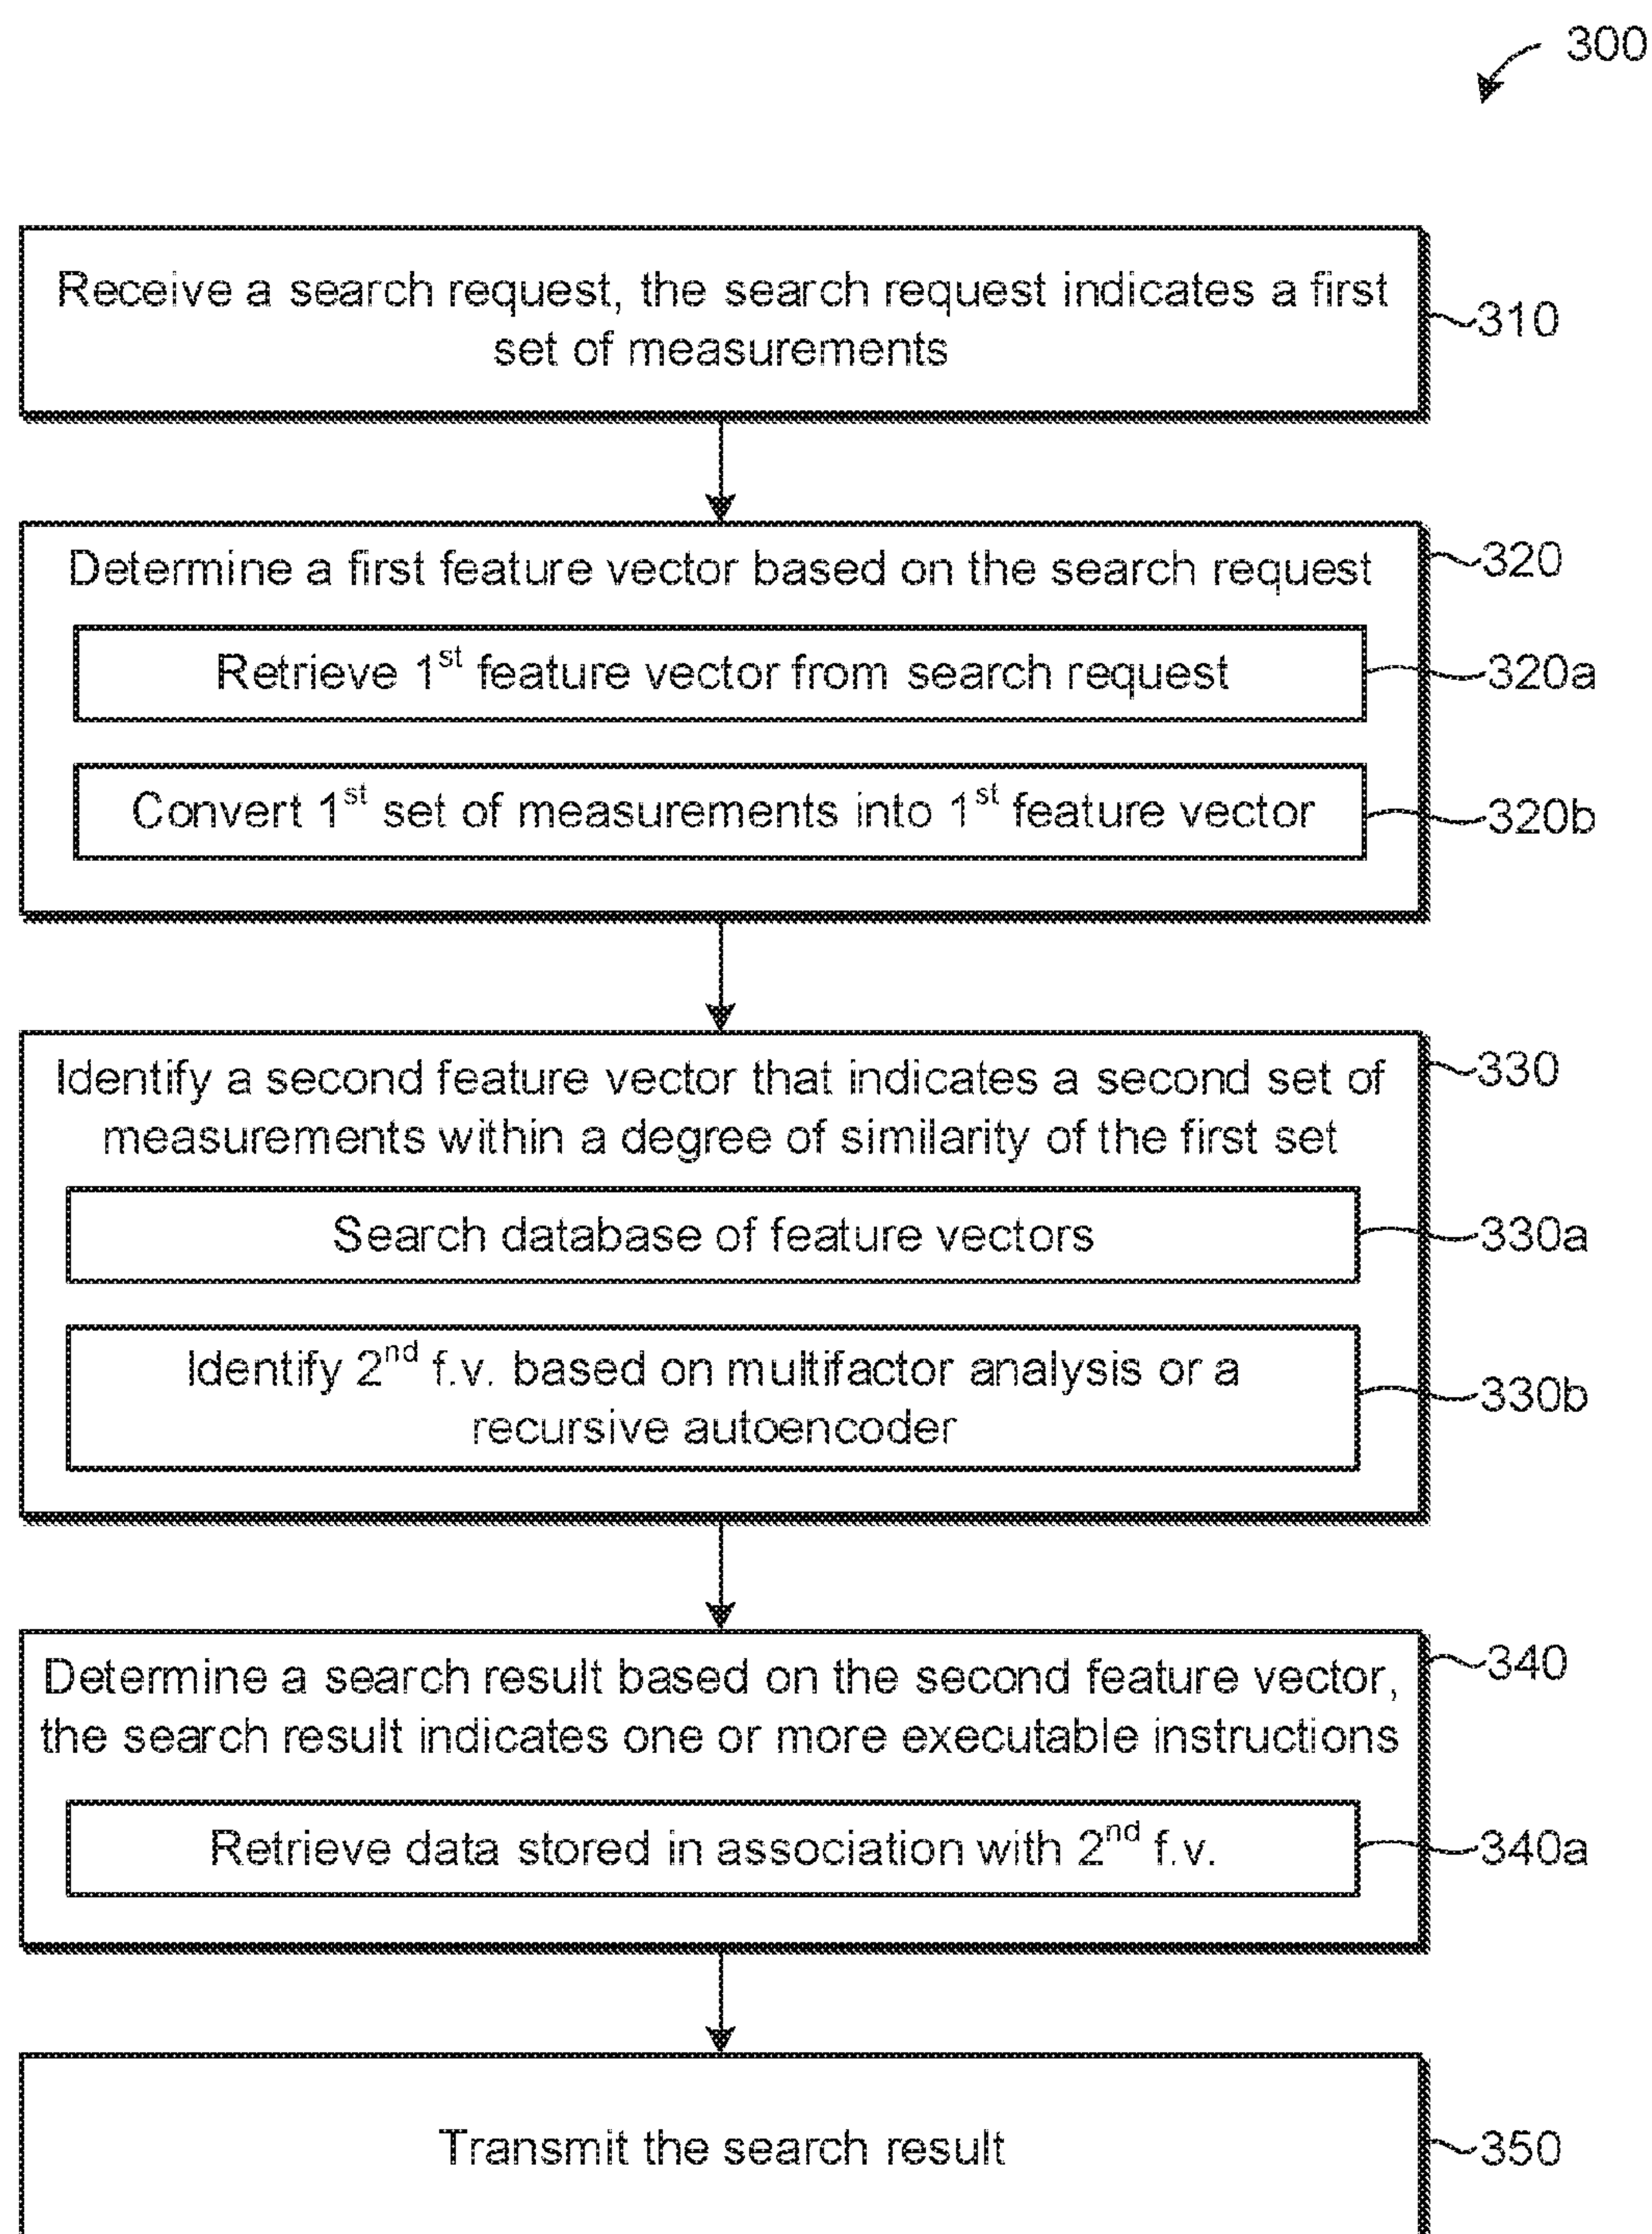 300
Receive a search request, the search request indicates a first
set of measurements
310
Determine a first feature vector based on the search request
320
Retrieve 1st feature vector from search request
320a
Convert 1st set of measurements into 1st feature vector
320b
Identify a second feature vector that indicates a second set of
measurements within a degree of similarity of the first set
330
Search database of feature vectors
330a
Identify 2nd f.v. based on multifactor analysis or a
recursive autoencoder
330b
Determine a search result based on the second feature vector,
the search result indicates one or more executable instructions
340
Retrieve data stored in association with 2nd f.v.
340a
Transmit the search result
350